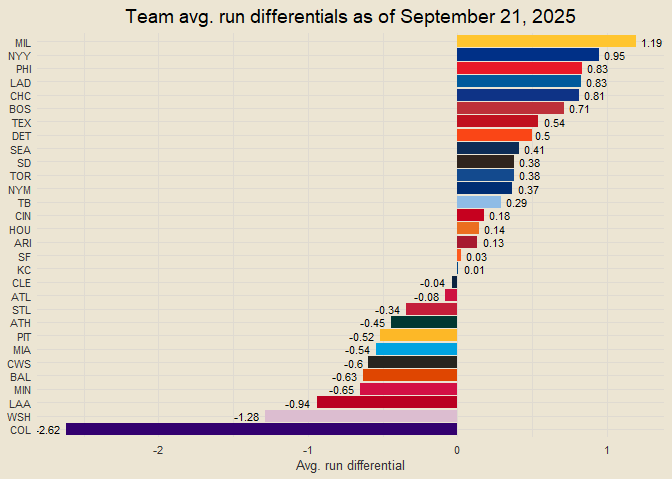 Team avg. run differentials as of September 21, 2025
MIL 1.19
NYY 0.95
PHI 0.83
LAD 0.83
CHC 0.81
BOS 0.71
TEX 0.54
DET 0.5
SEA 0.41
SD 0.38
TOR 0.38
NYM 0.37
TB 0.29
CIN 0.18
HOU 0.14
ARI 0.13
SF 0.03
KC 0.01
CLE -0.04
ATL -0.08
STL -0.34
ATH -0.45
PIT -0.52
MIA -0.54
CWS -0.6
BAL -0.63
MIN -0.65
LAA -0.94
WSH -1.28
COL -2.62
-2 -1 0 1
Avg. run differential